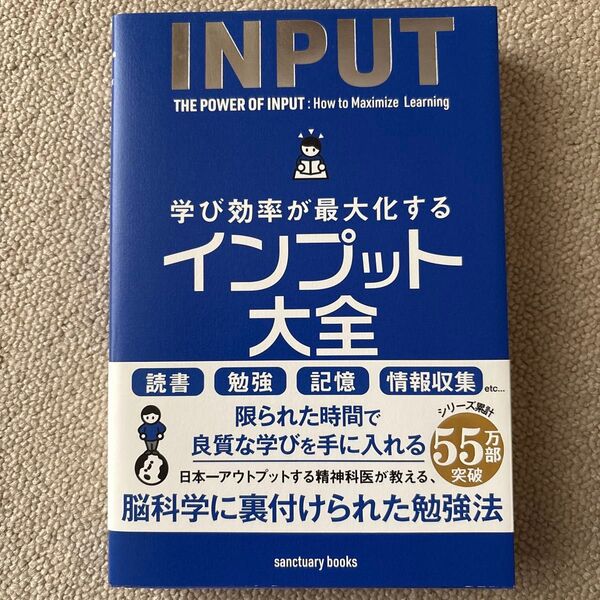 INPUT
THE POWER OF INPUT : How to Maximize Learning
学び効率が最大化する
インプット
大全
読書 勉強 記憶 情報収集 etc...
限られた時間で
良質な学びを手に入れる
シリーズ累計
55万部
突破
日本一アウトプットする精神科医が教える、
脳科学に裏付けられた勉強法
sanctuary books